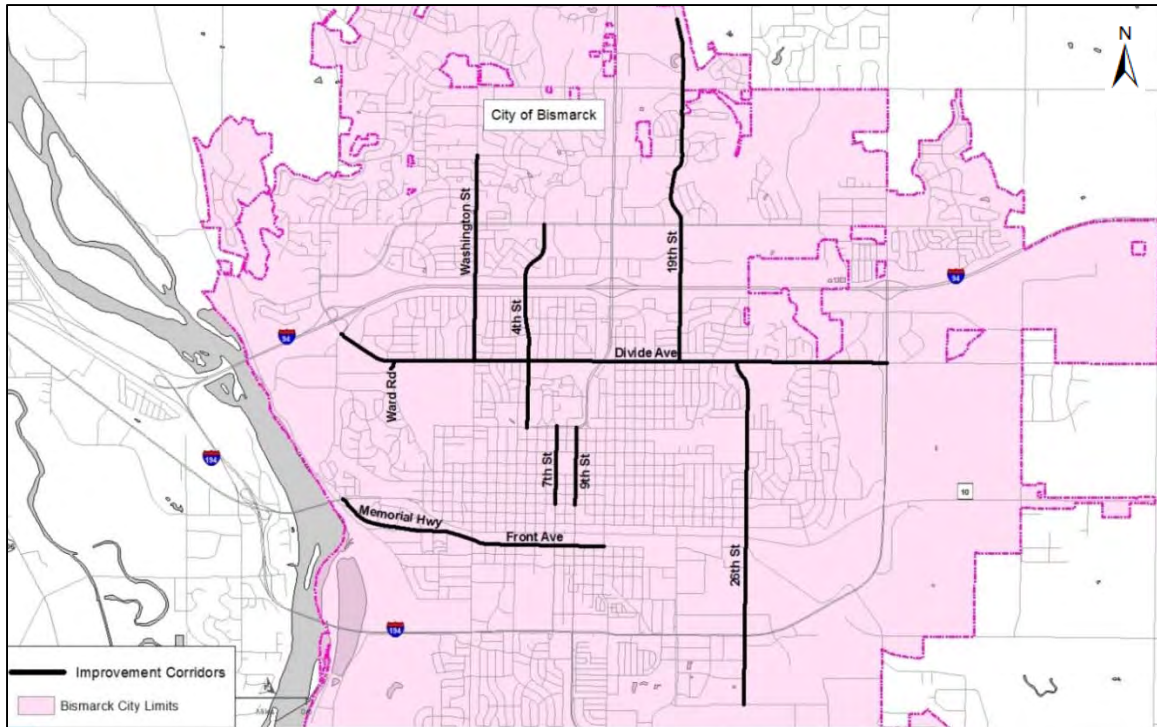 N
City of Bismarck
Washington St
19th St
94
4th St
94
Divide Ave
Ward Rd
194
7th St
9th St
10
Memorial Hwy
Front Ave
26th St
194
Improvement Corridors
Bismarck City Limits